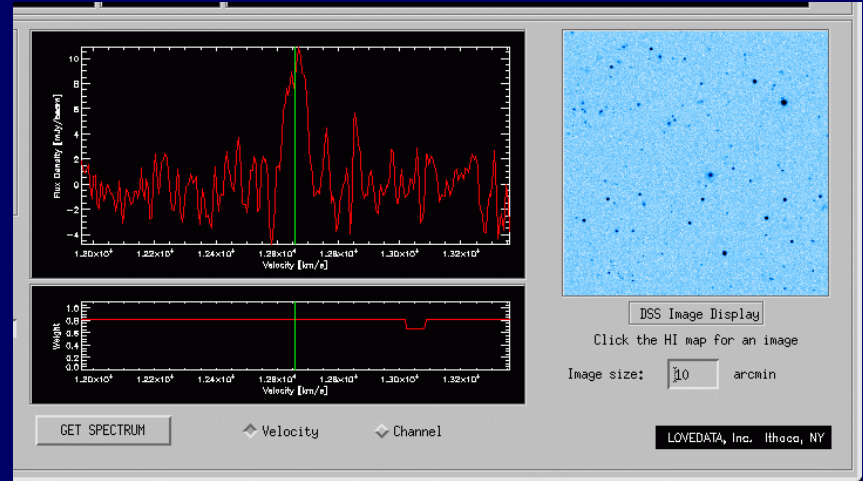 10
8
6
4
2
0
−2
−4
Flux Density [mJy/beam]
1.20×10⁴ 1.22×10⁴ 1.24×10⁴ 1.26×10⁴ 1.28×10⁴ 1.30×10⁴ 1.32×10⁴
Velocity [km/s]
1.0
0.8
0.6
0.4
0.2
0.0
Weight
1.20×10⁴ 1.22×10⁴ 1.24×10⁴ 1.26×10⁴ 1.28×10⁴ 1.30×10⁴ 1.32×10⁴
Velocity [km/s]
GET SPECTRUM
Velocity
Channel
DSS Image Display
Click the HI map for an image
Image size: 10 arcmin
LOVEDATA, Inc. Ithaca, NY